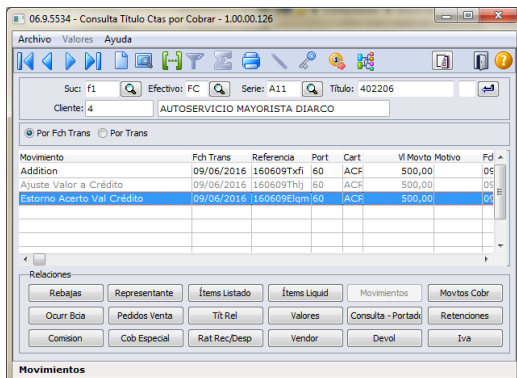 06.9.5534 - Consulta Título Ctas por Cobrar - 1.00.00.126
Archivo Valores Ayuda
Suc: f1 Efectivo: FC Serie: A11 Título: 402206
Cliente: 4 AUTOSERVICIO MAYORISTA DIARCO
Por Fch Trans Por Trans
Movimiento Fch Trans Referencia Port Cart Vl Movto Motivo
Addition 09/06/2016 160609Txfi 60 500,00 09
Ajuste Valor a Crédito 09/06/2016 160609Thlj 60 500,00 09
Estorno Acerto Val Crédito 09/06/2016 160609Elqm 60 500,00 09
Relaciones
Rebajas Representante Ítems Listado Ítems Liquid Movimientos Movtos Cobr
Ocurr Bcia Pedidos Venta Tít Rel Valores Consulta - Portado Retenciones
Comision Cob Especial Rat Rec/Desp Vendor Devol Iva
Movimientos